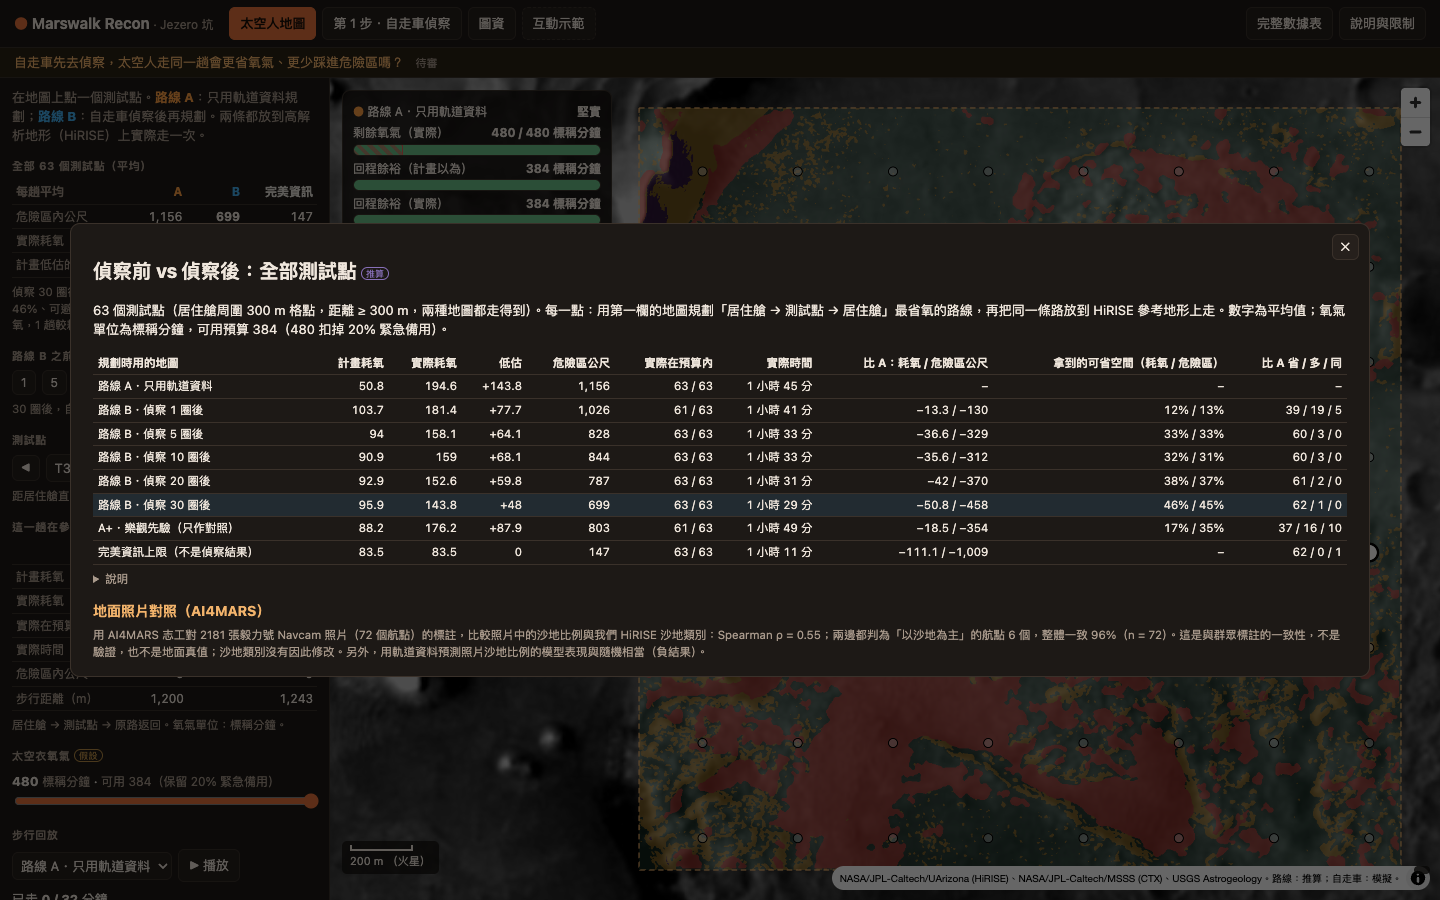 Marswalk Recon · Jezero 坑
太空人地圖
第 1 步 · 自走車偵察
圖資
互動示範
完整數據表
說明與限制
自走車先去偵察，太空人走同一趟會更省氧氣、更少踩進危險區嗎？ 待審
在地圖上點一個測試點。路線 A：只用軌道資料規
劃；路線 B：自走車偵察後再規劃。兩條都放到高解
析地形（HiRISE）上實際走一次。
全部 63 個測試點（平均）
每趟平均 A B 完美資訊
危險區內公尺 1,156 699 147
實際耗氧
計畫低估的
偵察 30 圈
46%、可避
氧，1 趟較
路線 B 之前
1 5
30 圈後，自
測試點
◀ T3
距居住艙直
這一趟在參
計畫耗氧
實際耗氧
實際在預算
實際時間
危險區內公
步行距離（m） 1,200 1,243
居住艙 → 測試點 → 原路返回。氧氣單位：標稱分鐘。
太空衣氧氣 假設
480 標稱分鐘 · 可用 384（保留 20% 緊急備用）
步行回放
路線 A · 只用軌道資料
▶ 播放
已走 0 / 32 分鐘
路線 A · 只用軌道資料 堅實
剩餘氧氣（實際） 480 / 480 標稱分鐘
回程餘裕（計畫以為） 384 標稱分鐘
回程餘裕（實際） 384 標稱分鐘
+
−
✕
偵察前 vs 偵察後：全部測試點 推算
63 個測試點（居住艙周圍 300 m 格點，距離 ≥ 300 m，兩種地圖都走得到）。每一點：用第一欄的地圖規劃「居住艙 → 測試點 → 居住艙」最省氧的路線，再把同一條路放到 HiRISE 參考地形上走。數字為平均值；氧氣
單位為標稱分鐘，可用預算 384（480 扣掉 20% 緊急備用）。
規劃時用的地圖 計畫耗氧 實際耗氧 低估 危險區公尺 實際在預算內 實際時間 比 A：耗氧 / 危險區公尺 拿到的可省空間（耗氧 / 危險區） 比 A 省 / 多 / 同
路線 A · 只用軌道資料 50.8 194.6 +143.8 1,156 63 / 63 1 小時 45 分 – – –
路線 B · 偵察 1 圈後 103.7 181.4 +77.7 1,026 61 / 63 1 小時 41 分 −13.3 / −130 12% / 13% 39 / 19 / 5
路線 B · 偵察 5 圈後 94 158.1 +64.1 828 63 / 63 1 小時 33 分 −36.6 / −329 33% / 33% 60 / 3 / 0
路線 B · 偵察 10 圈後 90.9 159 +68.1 844 63 / 63 1 小時 33 分 −35.6 / −312 32% / 31% 60 / 3 / 0
路線 B · 偵察 20 圈後 92.9 152.6 +59.8 787 63 / 63 1 小時 31 分 −42 / −370 38% / 37% 61 / 2 / 0
路線 B · 偵察 30 圈後 95.9 143.8 +48 699 63 / 63 1 小時 29 分 −50.8 / −458 46% / 45% 62 / 1 / 0
A+ · 樂觀先驗（只作對照） 88.2 176.2 +87.9 803 61 / 63 1 小時 49 分 −18.5 / −354 17% / 35% 37 / 16 / 10
完美資訊上限（不是偵察結果） 83.5 83.5 0 147 63 / 63 1 小時 11 分 −111.1 / −1,009 – 62 / 0 / 1
▶ 說明
地面照片對照（AI4MARS）
用 AI4MARS 志工對 2181 張毅力號 Navcam 照片（72 個航點）的標註，比較照片中的沙地比例與我們 HiRISE 沙地類別：Spearman ρ = 0.55；兩邊都判為「以沙地為主」的航點 6 個，整體一致 96%（n = 72）。這是與群眾標註的一致性，不是
驗證，也不是地面真值；沙地類別沒有因此修改。另外，用軌道資料預測照片沙地比例的模型表現與隨機相當（負結果）。
200 m （火星）
NASA/JPL-Caltech/UArizona (HiRISE)、NASA/JPL-Caltech/MSSS (CTX)、USGS Astrogeology。路線：推算；自走車：模擬。